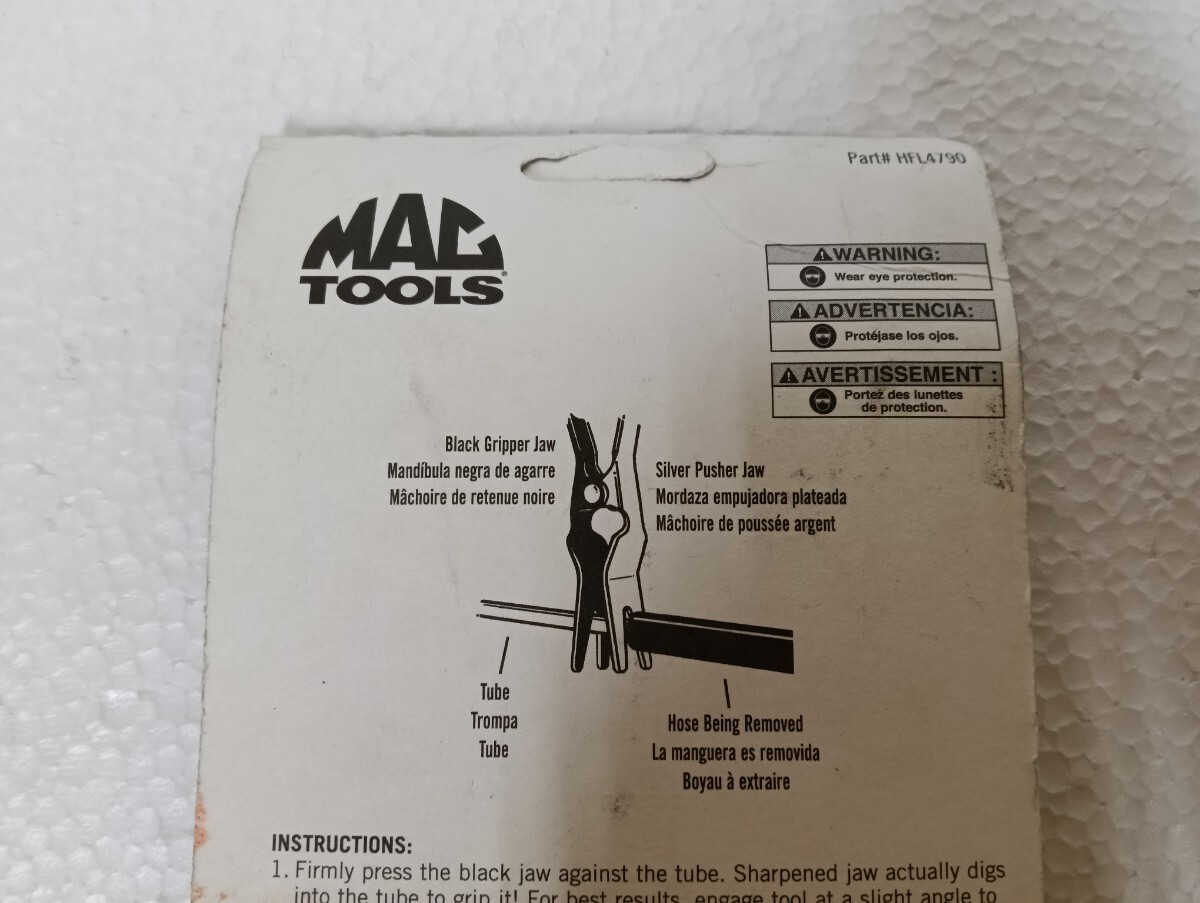 Part# HFL4790
MAC
TOOLS
WARNING:
Wear eye protection.
ADVERTENCIA:
Protéjase los ojos.
AVERTISSEMENT :
Portez des lunettes
de protection.
Black Gripper Jaw
Mandíbula negra de agarre
Mâchoire de retenue noire
Silver Pusher Jaw
Mordaza empujadora plateada
Mâchoire de poussée argent
Tube
Trompa
Tube
Hose Being Removed
La manguera es removida
Boyau à extraire
INSTRUCTIONS:
1. Firmly press the black jaw against the tube. Sharpened jaw actually digs
into the tube to grip it! For best results, engage tool at a slight angle to